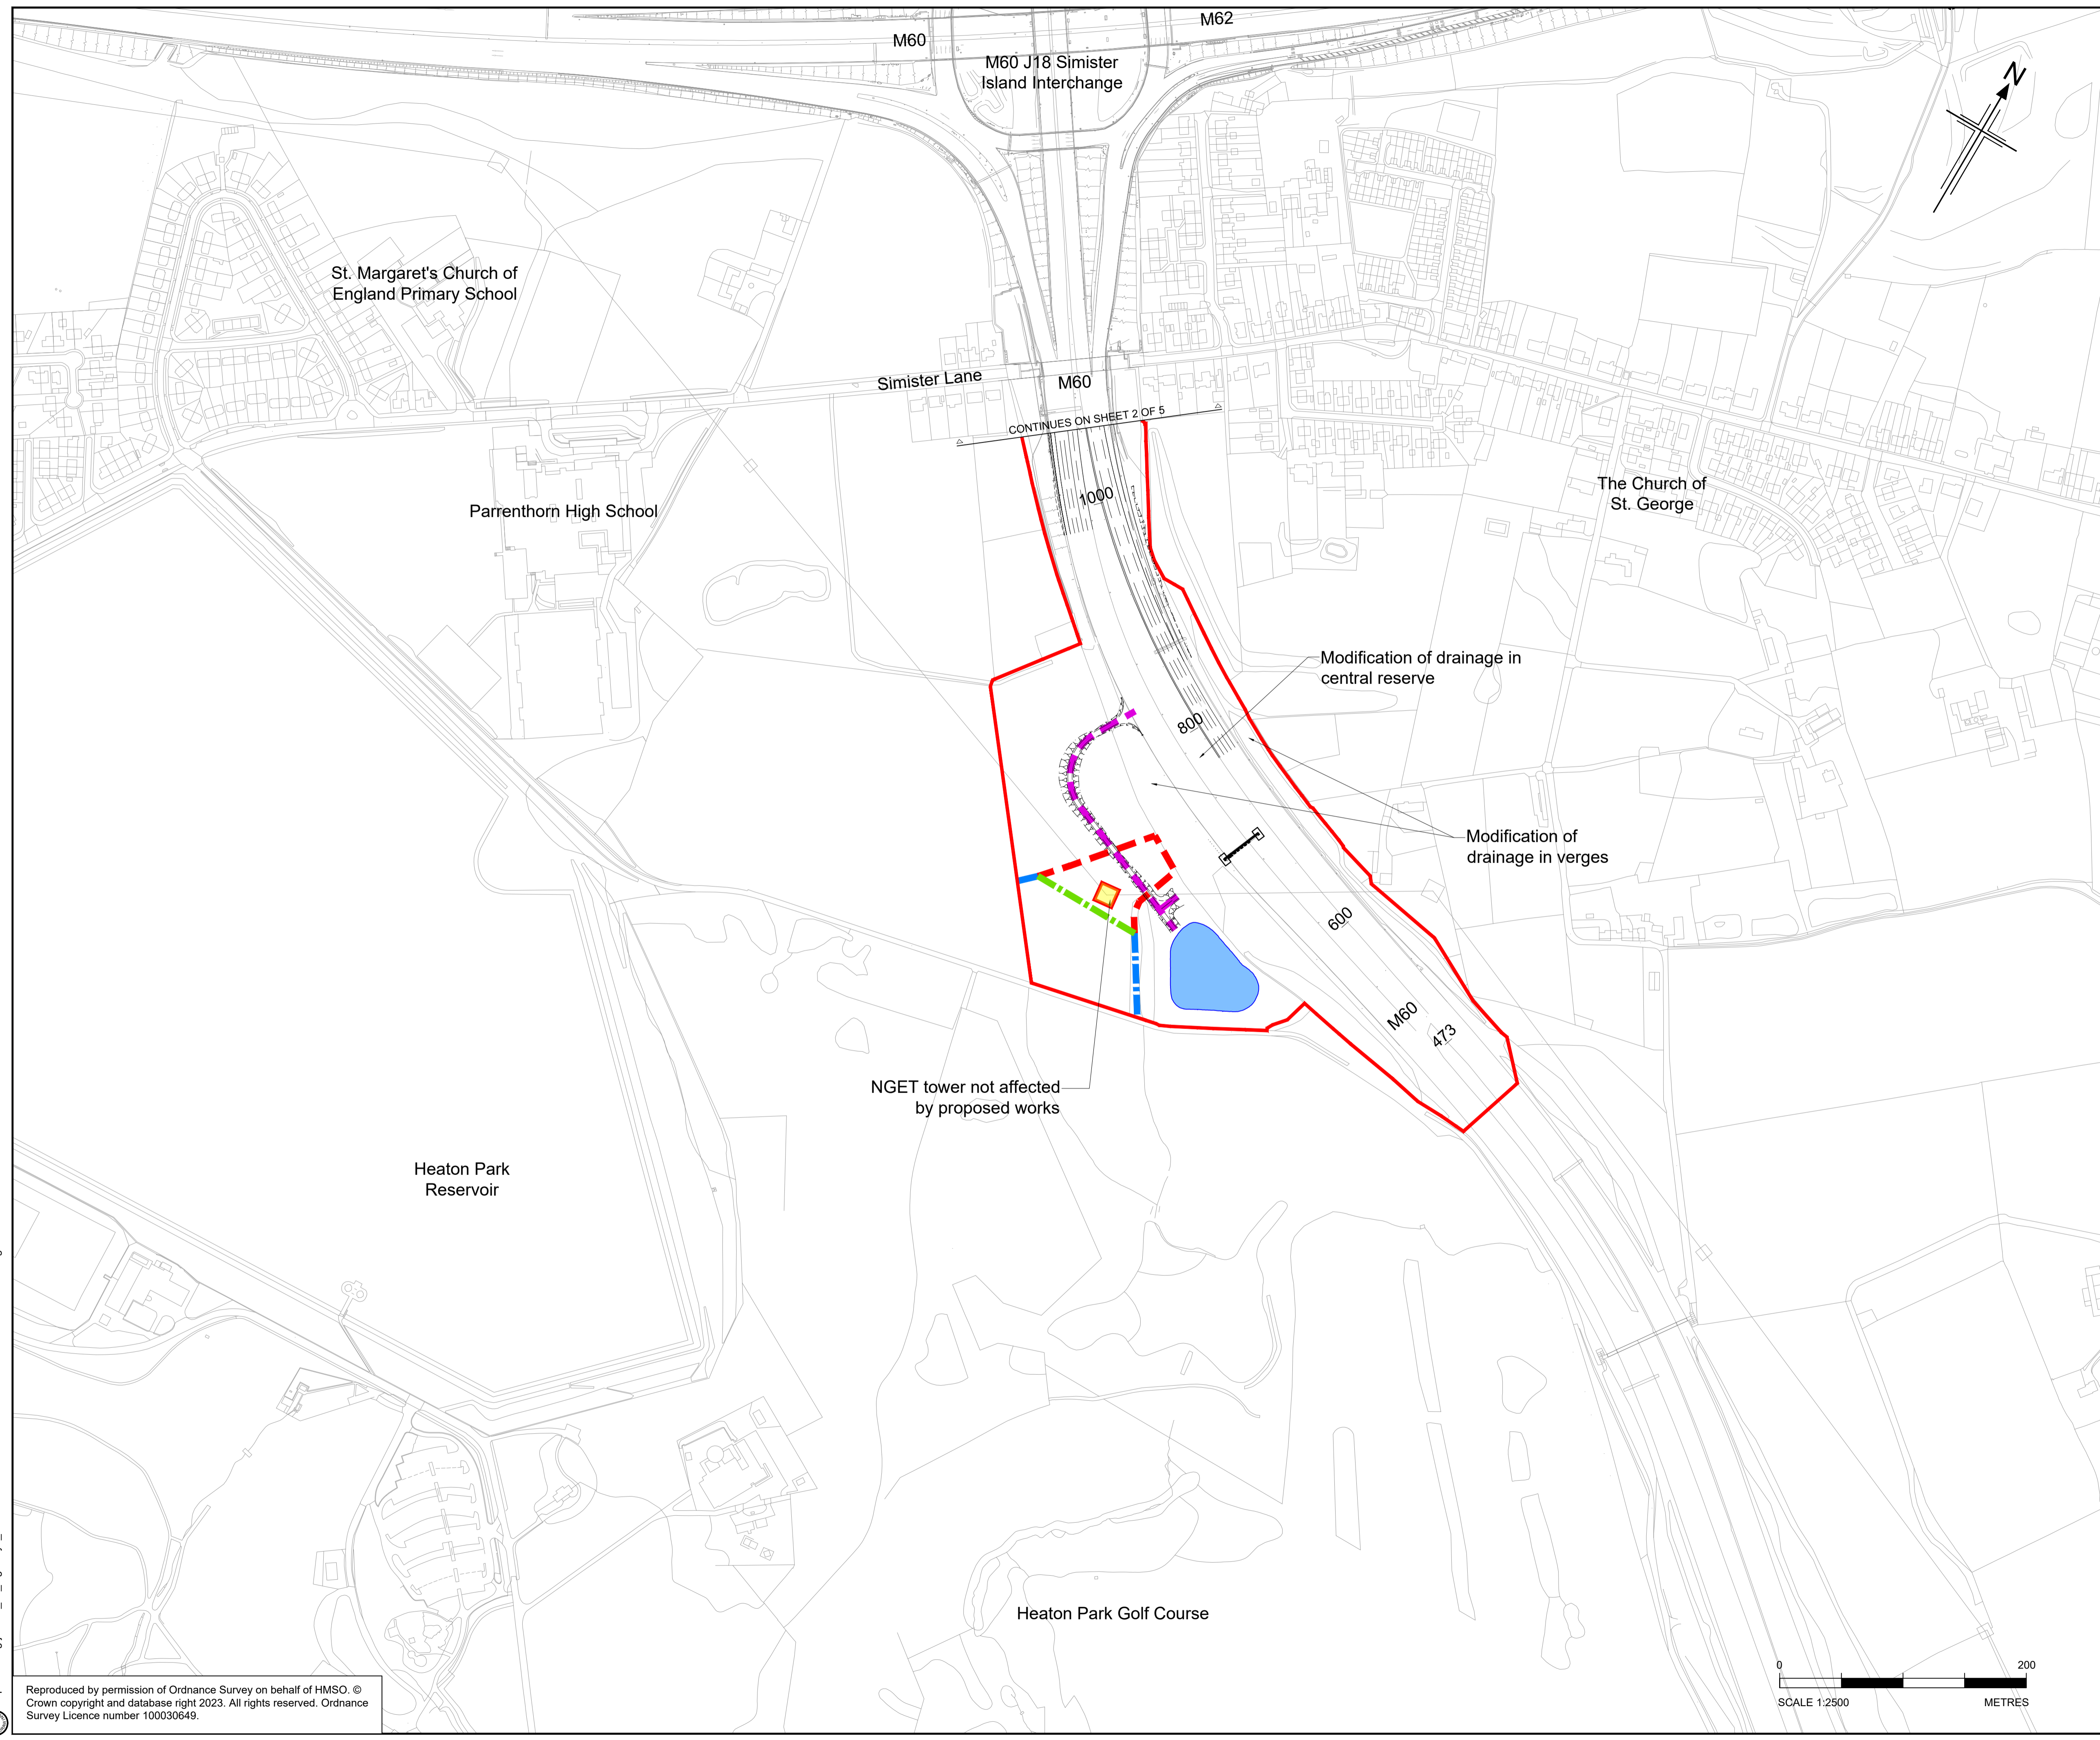 M62
M60
M60 J18 Simister
Island Interchange
N
St. Margaret's Church of
England Primary School
Simister Lane
M60
CONTINUES ON SHEET 2 OF 5
1000
Parrenthorn High School
The Church of
St. George
Modification of drainage in
central reserve
800
Modification of
drainage in verges
600
M60
473
NGET tower not affected
by proposed works
Heaton Park
Reservoir
Heaton Park Golf Course
0
200
SCALE 1:2500
METRES
Reproduced by permission of Ordnance Survey on behalf of HMSO. ©
Crown copyright and database right 2023. All rights reserved. Ordnance
Survey Licence number 100030649.